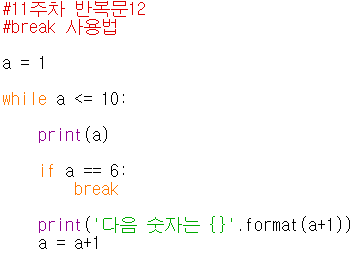 #11주차 반복문12
#break 사용법
a = 1
while a <= 10:
    print(a)
    if a == 6:
        break
    print('다음 숫자는 {}'.format(a+1))
    a = a+1